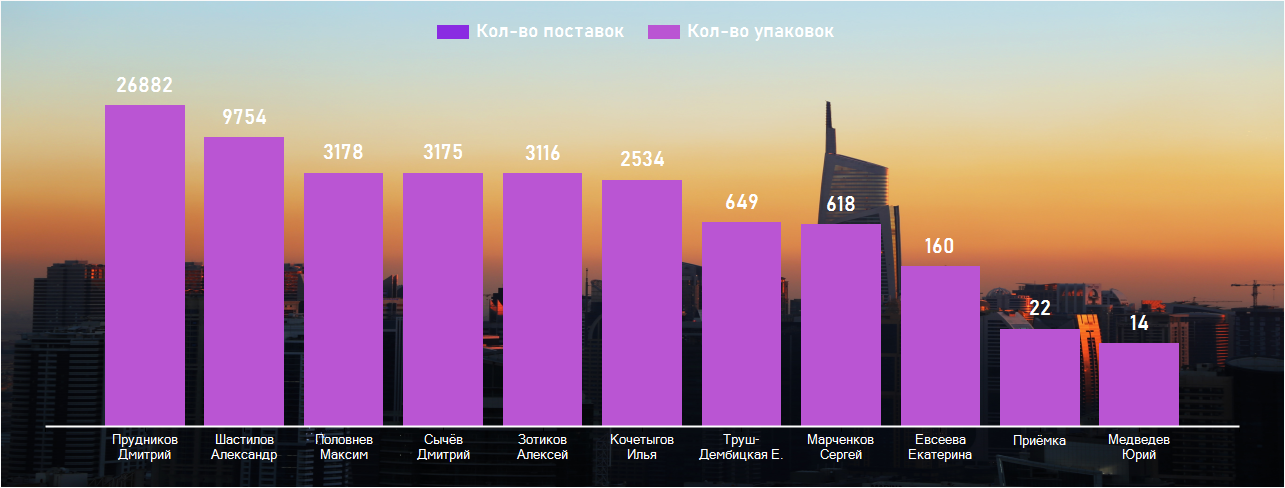 Кол-во поставок Кол-во упаковок
26882
9754
3178
3175
3116
2534
649
618
160
22
14
Прудников
Дмитрий
Шастилов
Александр
Половнев
Максим
Сычёв
Дмитрий
Зотиков
Алексей
Кочетыгов
Илья
Труш-
Дембицкая Е.
Марченков
Сергей
Евсеева
Екатерина
Приёмка
Медведев
Юрий